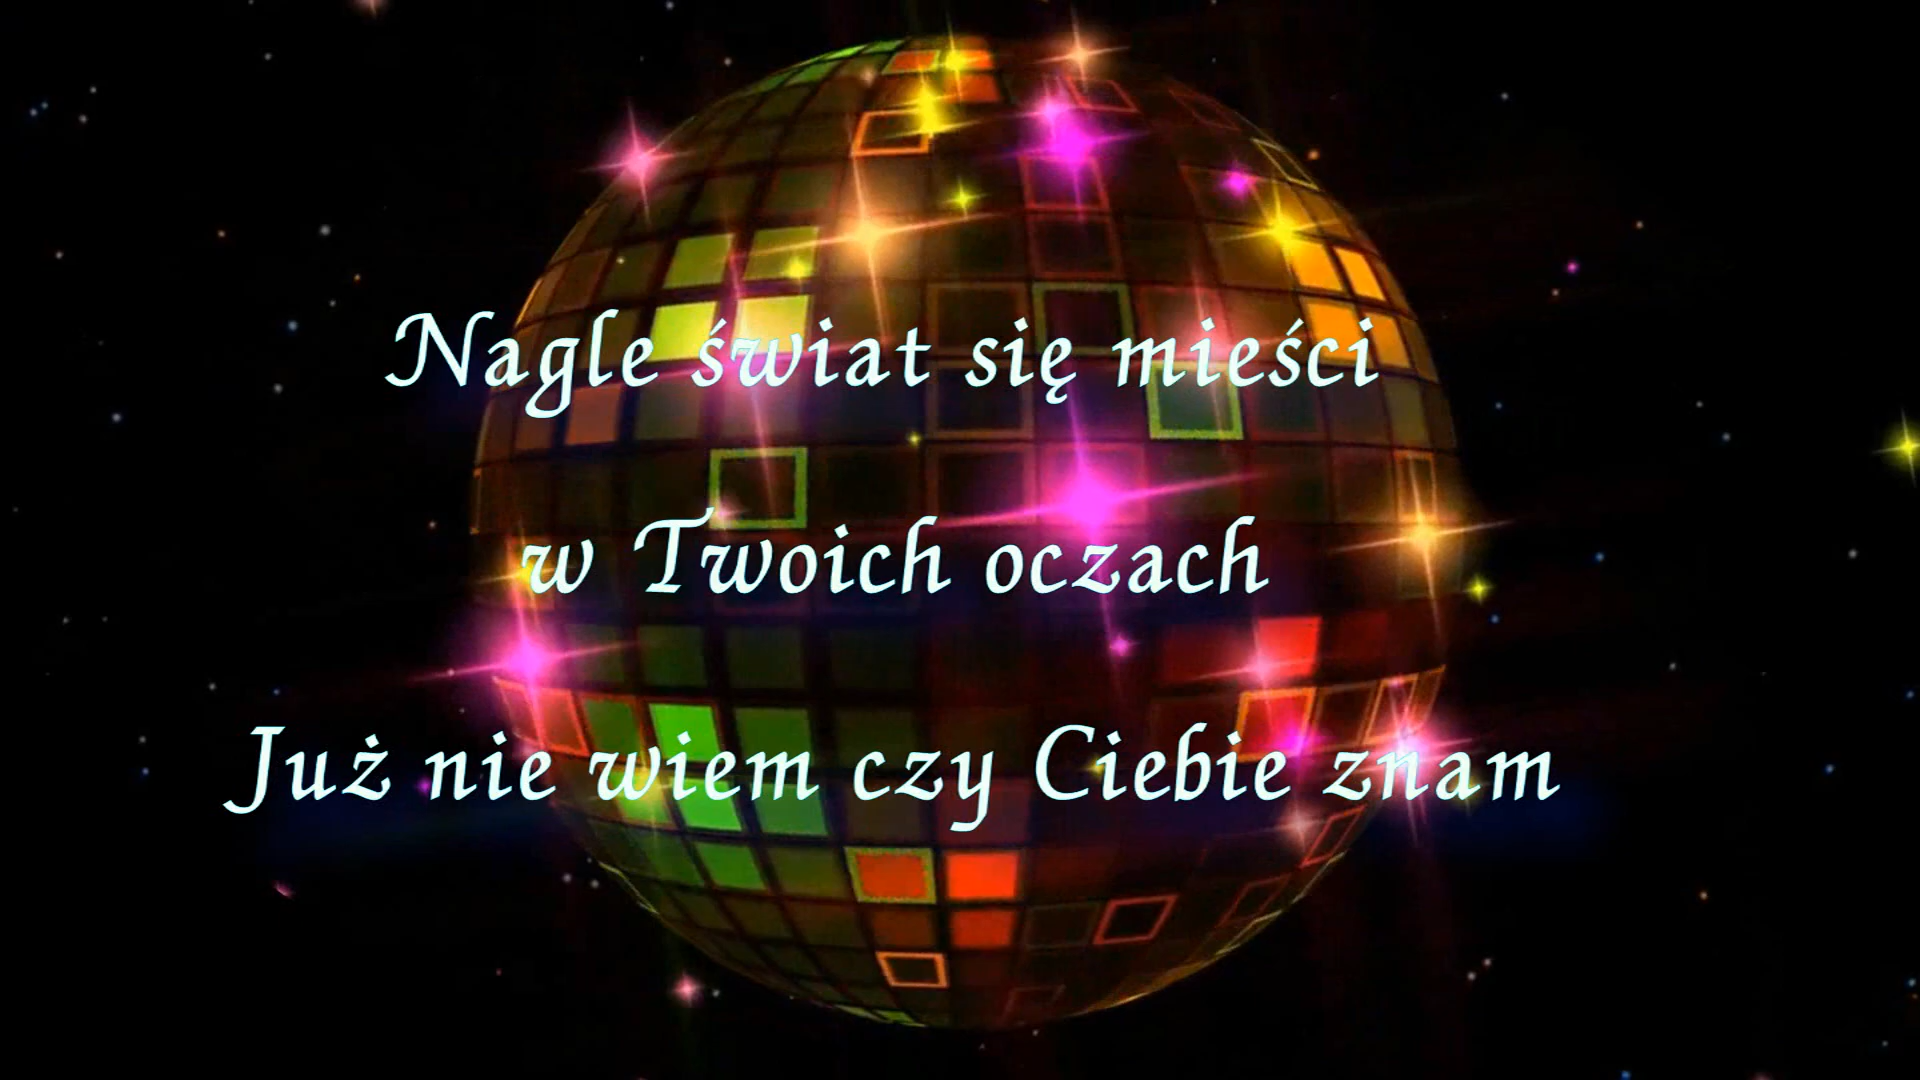 Nagle świat się mieści
w Twoich oczach
Już nie wiem czy Ciebie znam